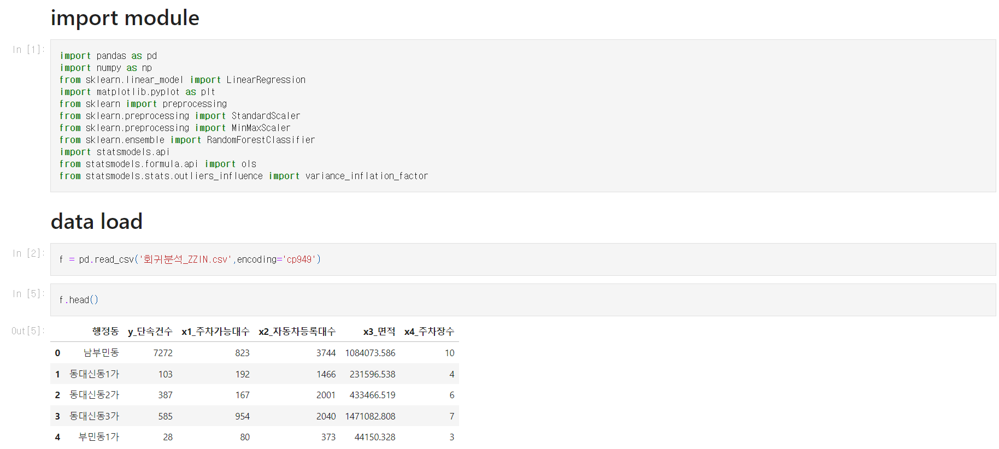 import module
In [1]:
import pandas as pd
import numpy as np
from sklearn.linear_model import LinearRegression
import matplotlib.pyplot as plt
from sklearn import preprocessing
from sklearn.preprocessing import StandardScaler
from sklearn.preprocessing import MinMaxScaler
from sklearn.ensemble import RandomForestClassifier
import statsmodels.api
from statsmodels.formula.api import ols
from statsmodels.stats.outliers_influence import variance_inflation_factor
data load
In [2]:
f = pd.read_csv('회귀분석_ZZIN.csv',encoding='cp949')
In [5]:
f.head()
Out[5]:
행정동 y_단속건수 x1_주차가능대수 x2_자동차등록대수 x3_면적 x4_주차장수
0 남부민동 7272 823 3744 1084073.586 10
1 동대신동1가 103 192 1466 231596.538 4
2 동대신동2가 387 167 2001 433466.519 6
3 동대신동3가 585 954 2040 1471082.808 7
4 부민동1가 28 80 373 44150.328 3